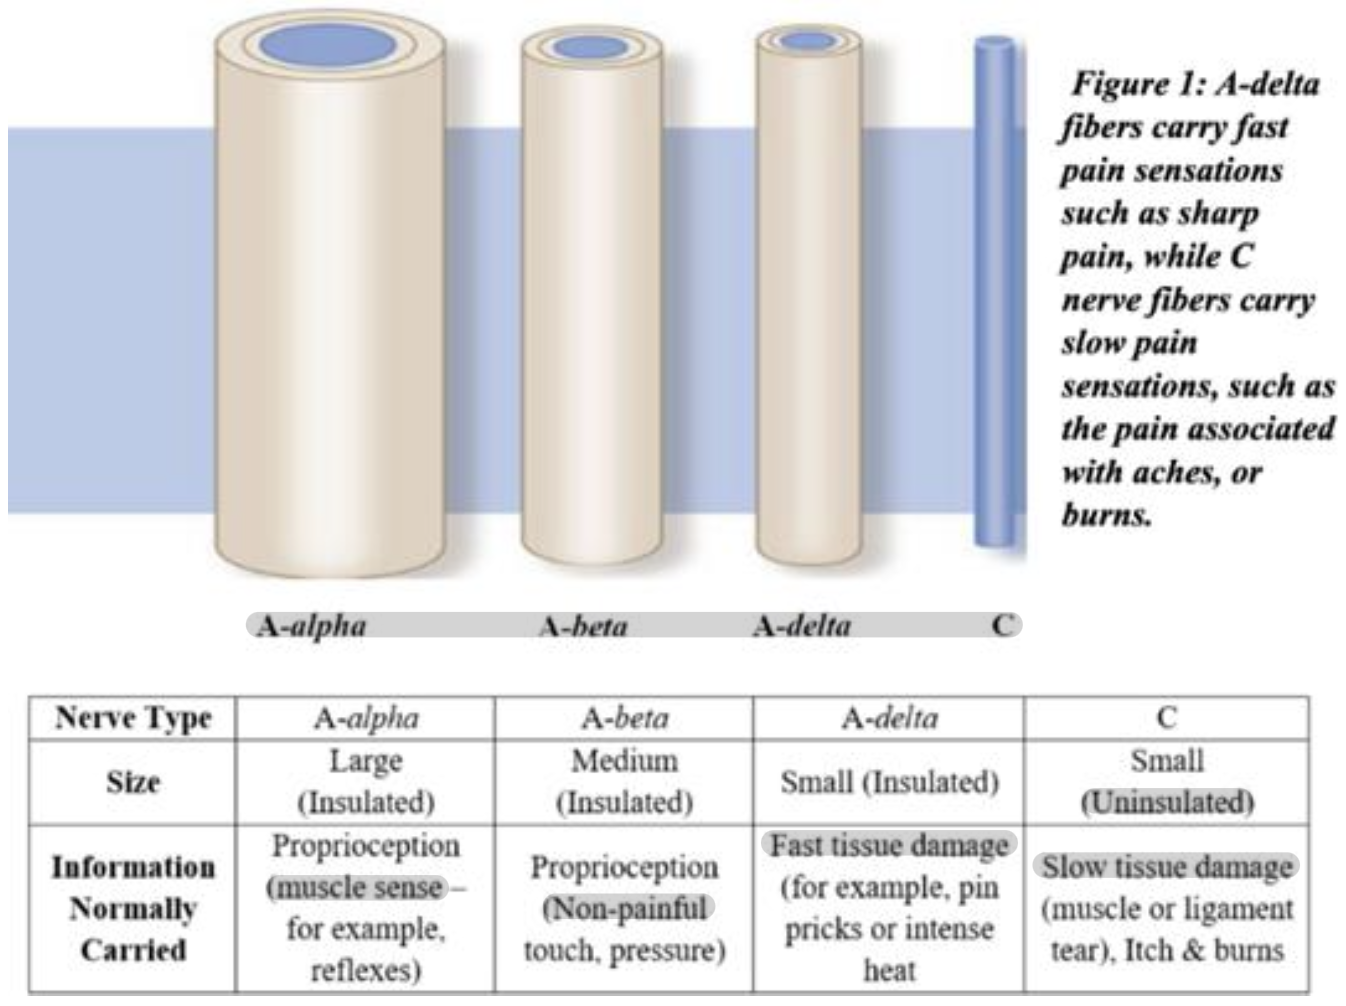 Figure 1: A-delta
fibers carry fast
pain sensations
such as sharp
pain, while C
nerve fibers carry
slow pain
sensations, such as
the pain associated
with aches, or
burns.
A-alpha A-beta A-delta C
Nerve Type A-alpha A-beta A-delta C
Size
Large
(Insulated)
Medium
(Insulated)
Small (Insulated)
Small
(Uninsulated)
Information
Normally
Carried
Proprioception
(muscle sense –
for example,
reflexes)
Proprioception
(Non-painful
touch, pressure)
Fast tissue damage
(for example, pin
pricks or intense
heat
Slow tissue damage
(muscle or ligament
tear), Itch & burns